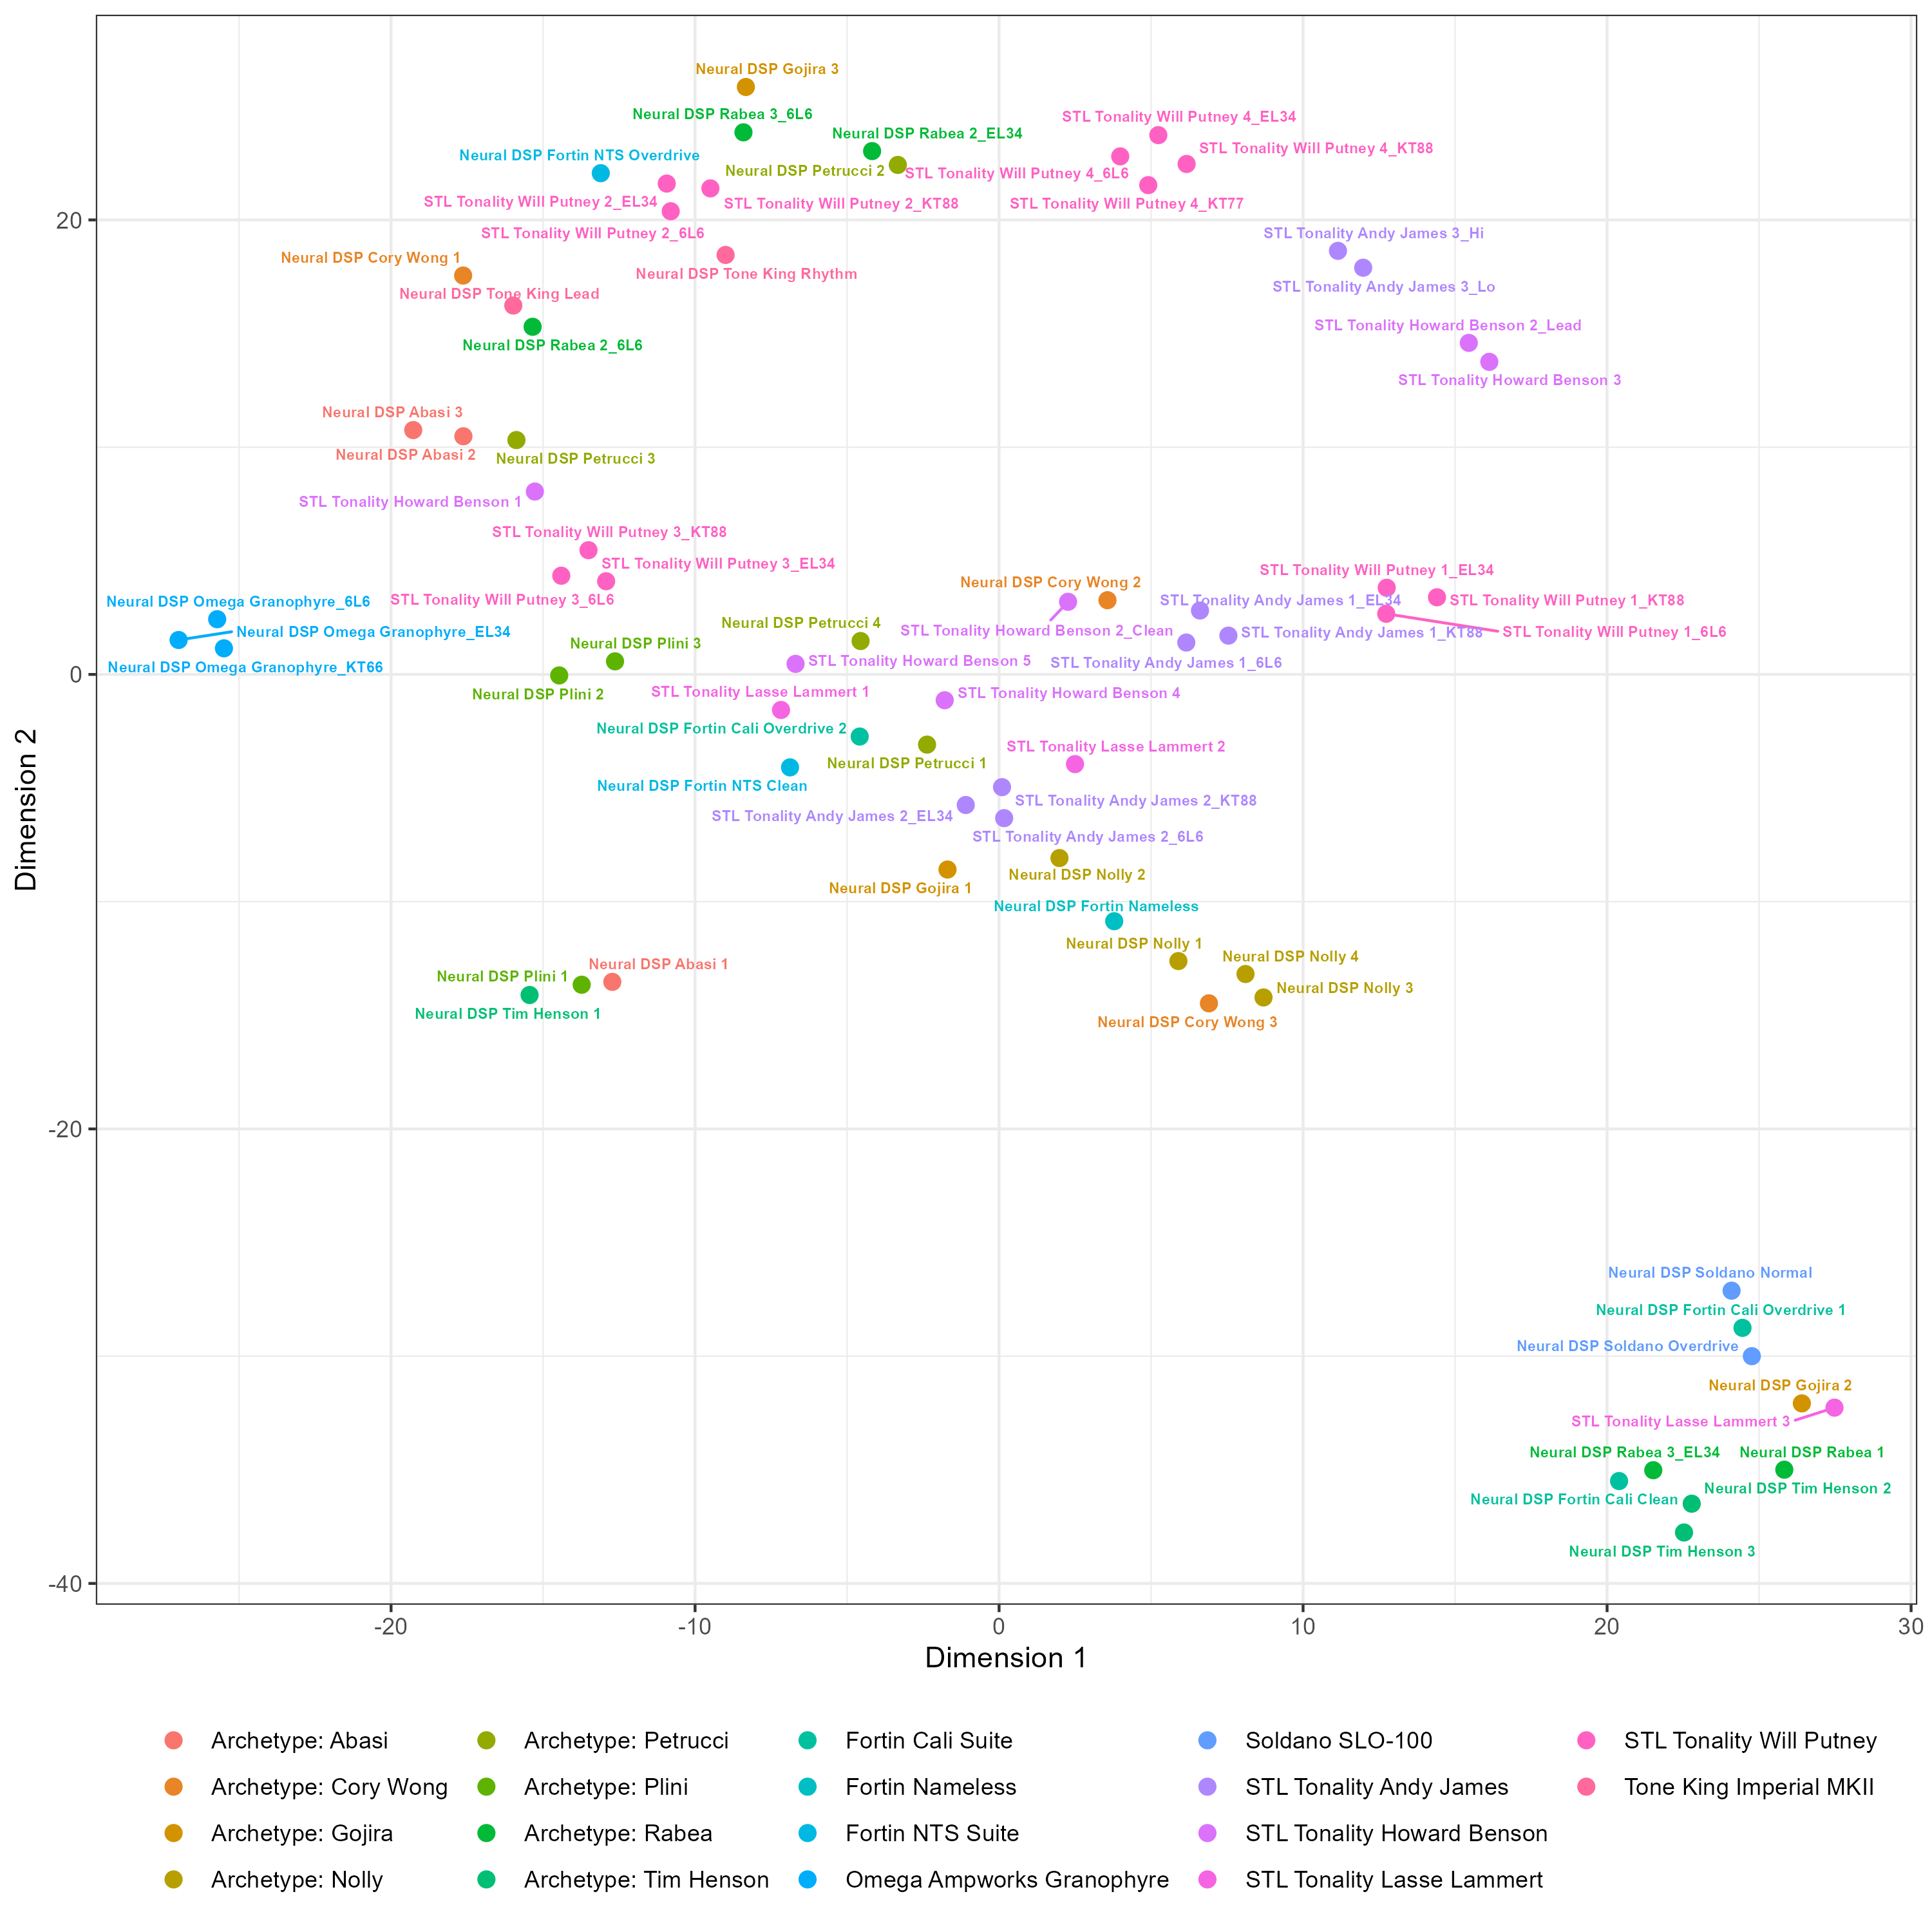 Neural DSP Gojira 3
Neural DSP Rabea 3_6L6
STL Tonality Will Putney 4_EL34
Neural DSP Rabea 2_EL34
STL Tonality Will Putney 4_KT88
Neural DSP Fortin NTS Overdrive
Neural DSP Petrucci 2
STL Tonality Will Putney 4_6L6
STL Tonality Will Putney 2_EL34
STL Tonality Will Putney 2_KT88
STL Tonality Will Putney 4_KT77
20
STL Tonality Will Putney 2_6L6
STL Tonality Andy James 3_Hi
Neural DSP Cory Wong 1
Neural DSP Tone King Rhythm
STL Tonality Andy James 3_Lo
Neural DSP Tone King Lead
STL Tonality Howard Benson 2_Lead
Neural DSP Rabea 2_6L6
STL Tonality Howard Benson 3
Neural DSP Abasi 3
Neural DSP Abasi 2
Neural DSP Petrucci 3
STL Tonality Howard Benson 1
STL Tonality Will Putney 3_KT88
STL Tonality Will Putney 3_EL34
STL Tonality Will Putney 1_EL34
Neural DSP Cory Wong 2
Neural DSP Omega Granophyre_6L6
STL Tonality Will Putney 3_6L6
STL Tonality Andy James 1_EL34
STL Tonality Will Putney 1_KT88
Neural DSP Omega Granophyre_EL34
Neural DSP Petrucci 4
STL Tonality Howard Benson 2_Clean
STL Tonality Andy James 1_KT88
STL Tonality Will Putney 1_6L6
Neural DSP Plini 3
Neural DSP Omega Granophyre_KT66
STL Tonality Howard Benson 5
STL Tonality Andy James 1_6L6
0
Neural DSP Plini 2
STL Tonality Lasse Lammert 1
STL Tonality Howard Benson 4
Neural DSP Fortin Cali Overdrive 2
STL Tonality Lasse Lammert 2
Neural DSP Petrucci 1
Neural DSP Fortin NTS Clean
STL Tonality Andy James 2_KT88
STL Tonality Andy James 2_EL34
STL Tonality Andy James 2_6L6
Dimension 2
Neural DSP Nolly 2
Neural DSP Gojira 1
Neural DSP Fortin Nameless
Neural DSP Nolly 1
Neural DSP Nolly 4
Neural DSP Abasi 1
Neural DSP Plini 1
Neural DSP Nolly 3
Neural DSP Tim Henson 1
Neural DSP Cory Wong 3
-20
Neural DSP Soldano Normal
Neural DSP Fortin Cali Overdrive 1
Neural DSP Soldano Overdrive
Neural DSP Gojira 2
STL Tonality Lasse Lammert 3
Neural DSP Rabea 3_EL34
Neural DSP Rabea 1
Neural DSP Tim Henson 2
Neural DSP Fortin Cali Clean
Neural DSP Tim Henson 3
-40
-20
-10
0
10
20
30
Dimension 1
Archetype: Abasi
Archetype: Cory Wong
Archetype: Gojira
Archetype: Nolly
Archetype: Petrucci
Archetype: Plini
Archetype: Rabea
Archetype: Tim Henson
Fortin Cali Suite
Fortin Nameless
Fortin NTS Suite
Omega Ampworks Granophyre
Soldano SLO-100
STL Tonality Andy James
STL Tonality Howard Benson
STL Tonality Lasse Lammert
STL Tonality Will Putney
Tone King Imperial MKII